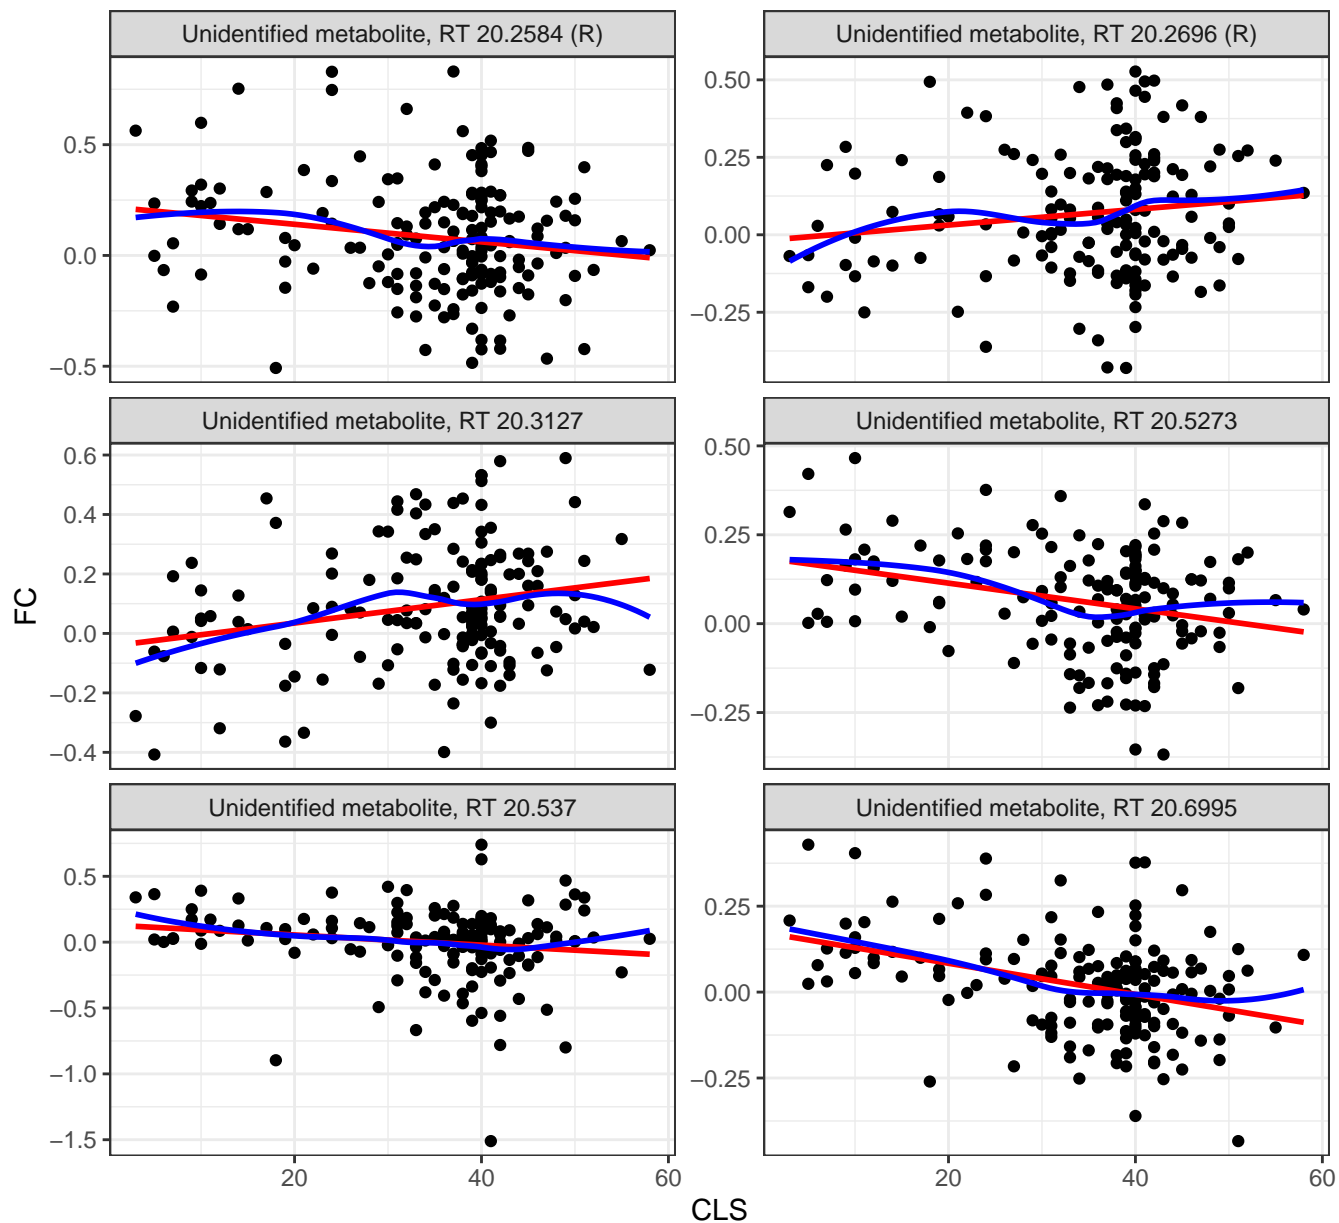 Unidentified metabolite, RT 20.2584 (R)
Unidentified metabolite, RT 20.2696 (R)
0.5
0.0
−0.5
0.50
0.25
0.00
−0.25
Unidentified metabolite, RT 20.3127
Unidentified metabolite, RT 20.5273
0.6
0.4
0.2
0.0
−0.2
−0.4
0.50
0.25
0.00
−0.25
FC
Unidentified metabolite, RT 20.537
Unidentified metabolite, RT 20.6995
0.5
0.0
−0.5
−1.0
−1.5
0.25
0.00
−0.25
20 40 60
20 40 60
CLS